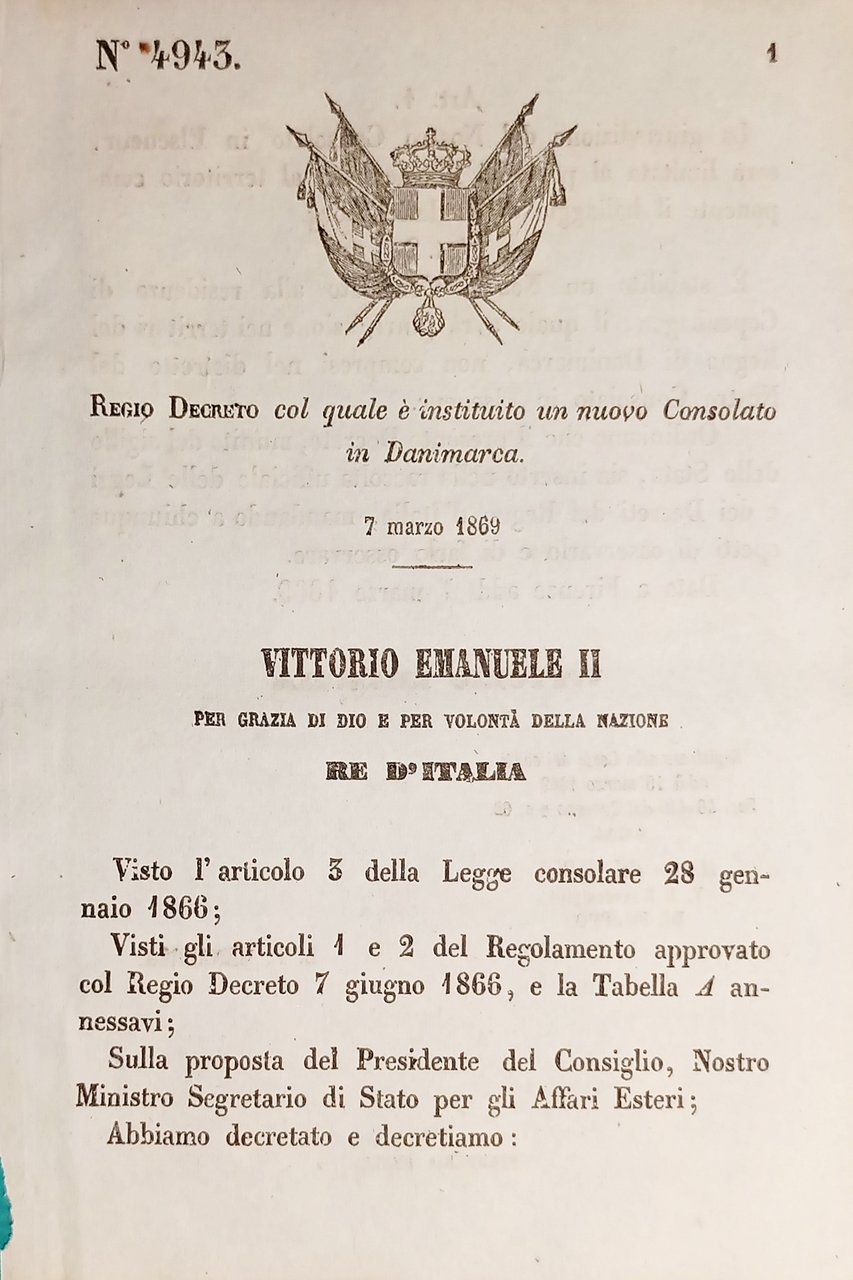 N° 4943.
1
REGIO DECRETO col quale è instituito un nuovo Consolato
in Danimarca.
7 marzo 1869
VITTORIO EMANUELE II
PER GRAZIA DI DIO E PER VOLONTÀ DELLA NAZIONE
RE D'ITALIA
Visto l'articolo 3 della Legge consolare 28 gen-
naio 1866;
Visti gli articoli 1 e 2 del Regolamento approvato
col Regio Decreto 7 giugno 1866, e la Tabella A an-
nessavi;
Sulla proposta del Presidente del Consiglio, Nostro
Ministro Segretario di Stato per gli Affari Esteri;
Abbiamo decretato e decretiamo: